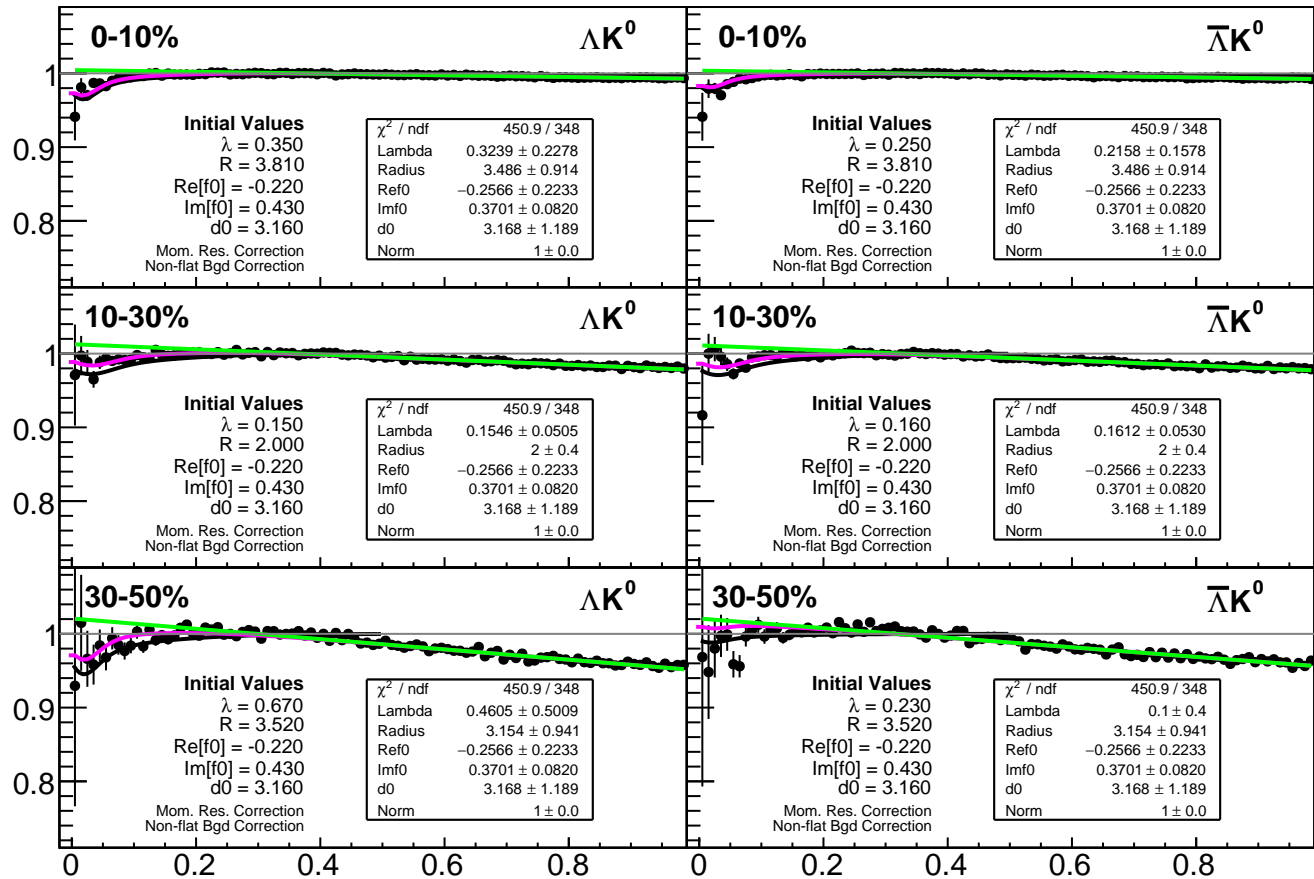 0-10%
ΛK⁰
Initial Values
λ = 0.350
R = 3.810
Re[f0] = -0.220
Im[f0] = 0.430
d0 = 3.160
Mom. Res. Correction
Non-flat Bgd Correction
χ² / ndf 450.9 / 348
Lambda 0.3239 ± 0.2278
Radius 3.486 ± 0.914
Ref0 −0.2566 ± 0.2233
Imf0 0.3701 ± 0.0820
d0 3.168 ± 1.189
Norm 1 ± 0.0
1
0.9
0.8
0-10%
Λ̅K⁰
Initial Values
λ = 0.250
R = 3.810
Re[f0] = -0.220
Im[f0] = 0.430
d0 = 3.160
Mom. Res. Correction
Non-flat Bgd Correction
χ² / ndf 450.9 / 348
Lambda 0.2158 ± 0.1578
Radius 3.486 ± 0.914
Ref0 −0.2566 ± 0.2233
Imf0 0.3701 ± 0.0820
d0 3.168 ± 1.189
Norm 1 ± 0.0
10-30%
ΛK⁰
Initial Values
λ = 0.150
R = 2.000
Re[f0] = -0.220
Im[f0] = 0.430
d0 = 3.160
Mom. Res. Correction
Non-flat Bgd Correction
χ² / ndf 450.9 / 348
Lambda 0.1546 ± 0.0505
Radius 2 ± 0.4
Ref0 −0.2566 ± 0.2233
Imf0 0.3701 ± 0.0820
d0 3.168 ± 1.189
Norm 1 ± 0.0
1
0.9
0.8
10-30%
Λ̅K⁰
Initial Values
λ = 0.160
R = 2.000
Re[f0] = -0.220
Im[f0] = 0.430
d0 = 3.160
Mom. Res. Correction
Non-flat Bgd Correction
χ² / ndf 450.9 / 348
Lambda 0.1612 ± 0.0530
Radius 2 ± 0.4
Ref0 −0.2566 ± 0.2233
Imf0 0.3701 ± 0.0820
d0 3.168 ± 1.189
Norm 1 ± 0.0
30-50%
ΛK⁰
Initial Values
λ = 0.670
R = 3.520
Re[f0] = -0.220
Im[f0] = 0.430
d0 = 3.160
Mom. Res. Correction
Non-flat Bgd Correction
χ² / ndf 450.9 / 348
Lambda 0.4605 ± 0.5009
Radius 3.154 ± 0.941
Ref0 −0.2566 ± 0.2233
Imf0 0.3701 ± 0.0820
d0 3.168 ± 1.189
Norm 1 ± 0.0
1
0.9
0.8
30-50%
Λ̅K⁰
Initial Values
λ = 0.230
R = 3.520
Re[f0] = -0.220
Im[f0] = 0.430
d0 = 3.160
Mom. Res. Correction
Non-flat Bgd Correction
χ² / ndf 450.9 / 348
Lambda 0.1 ± 0.4
Radius 3.154 ± 0.941
Ref0 −0.2566 ± 0.2233
Imf0 0.3701 ± 0.0820
d0 3.168 ± 1.189
Norm 1 ± 0.0
0 0.2 0.4 0.6 0.8
0 0.2 0.4 0.6 0.8